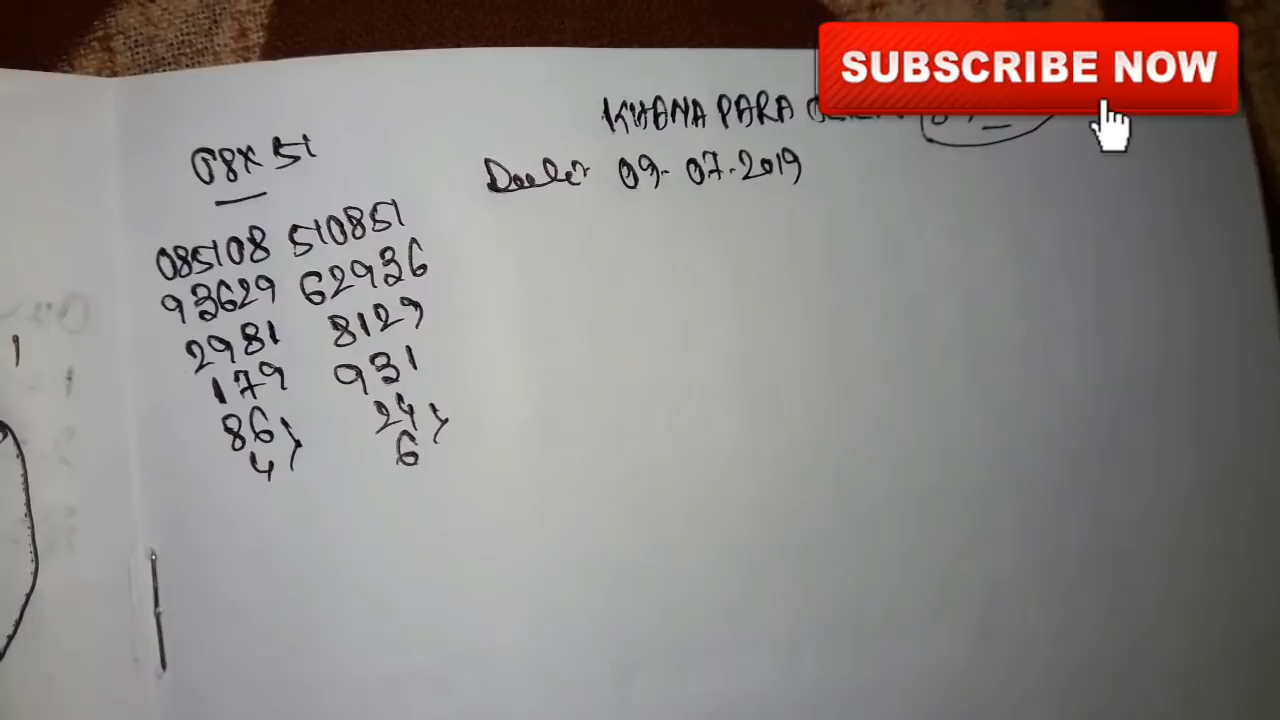 SUBSCRIBE NOW
KHANA PARA
08x51
Date: 09-07-2019
085108 510851
93629 62936
2981 8129
179 931
86 24
4 6